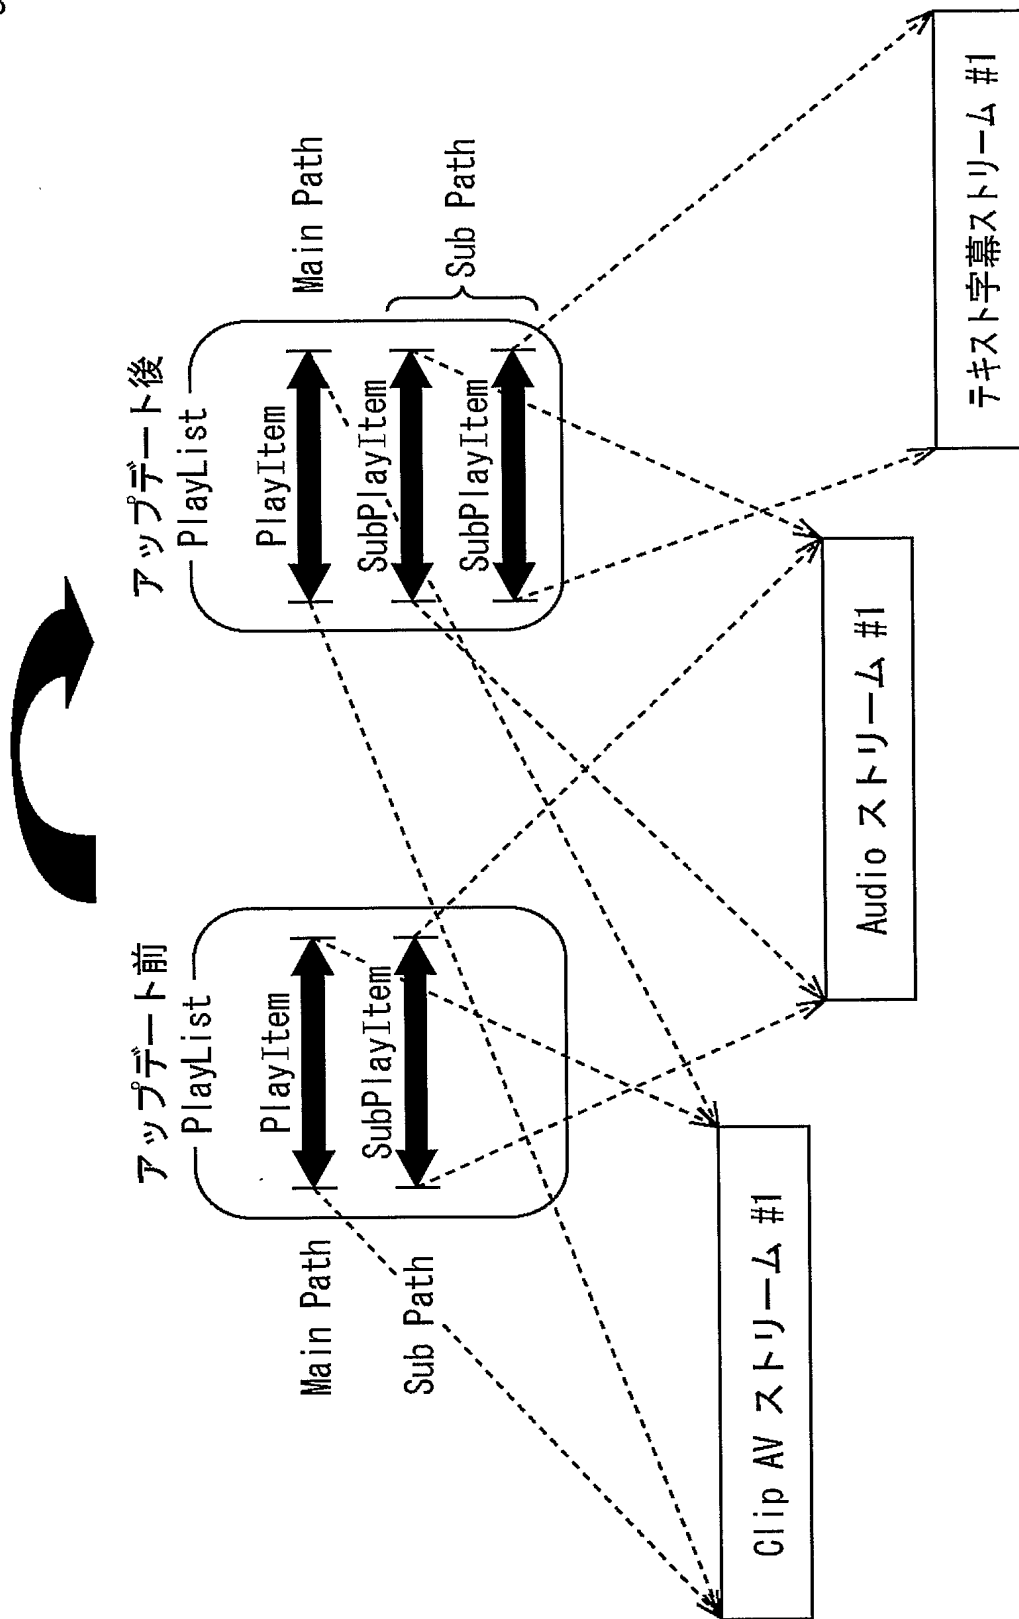 アップデート前
PlayList
PlayItem
SubPlayItem
Main Path
Sub Path
アップデート後
PlayList
PlayItem
SubPlayItem
SubPlayItem
Main Path
Sub Path
Clip AV ストリーム #1
Audio ストリーム #1
テキスト字幕ストリーム #1